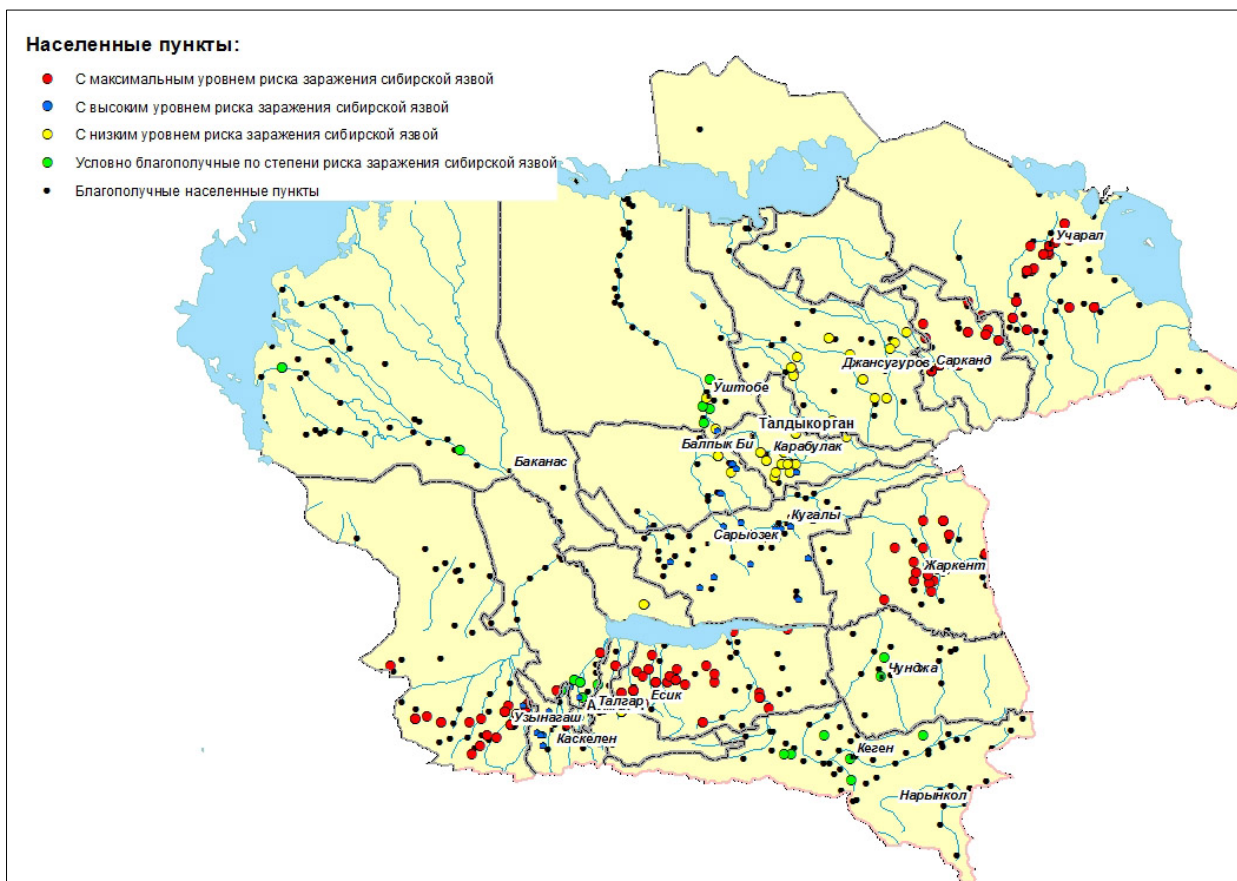 Населенные пункты:
С максимальным уровнем риска заражения сибирской язвой
С высоким уровнем риска заражения сибирской язвой
С низким уровнем риска заражения сибирской язвой
Условно благополучные по степени риска заражения сибирской язвой
Благополучные населенные пункты
Учарал
Джансугуров
Сарканд
Уштобе
Талдыкорган
Балпык Би
Карабулак
Баканас
Кугалы
Сарыозек
Жаркент
Чунджа
Есик
Талгар
Узынагаш
Каскелен
Кеген
Нарынкол